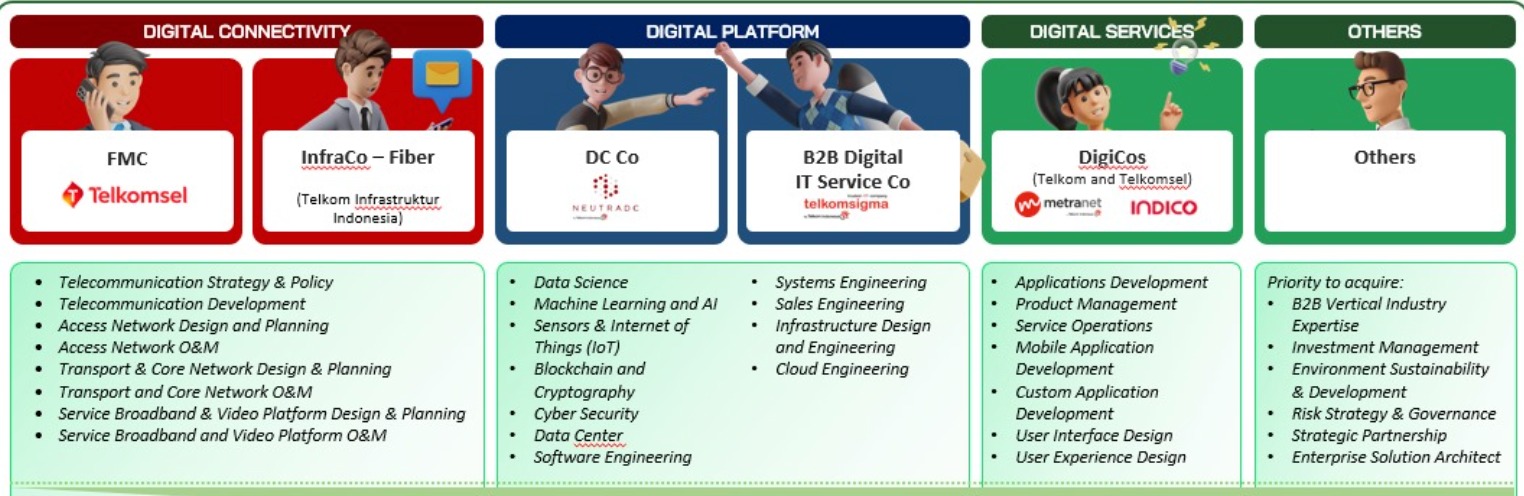 DIGITAL CONNECTIVITY
DIGITAL PLATFORM
DIGITAL SERVICES
OTHERS
FMC
Telkomsel
InfraCo – Fiber
(Telkom Infrastruktur
Indonesia)
DC Co
NEUTRADC
B2B Digital
IT Service Co
telkomsigma
DigiCos
(Telkom and Telkomsel)
metranet
INDICO
Others
• Telecommunication Strategy & Policy
• Telecommunication Development
• Access Network Design and Planning
• Access Network O&M
• Transport & Core Network Design & Planning
• Transport and Core Network O&M
• Service Broadband & Video Platform Design & Planning
• Service Broadband and Video Platform O&M
• Data Science
• Machine Learning and AI
• Sensors & Internet of
Things (IoT)
• Blockchain and
Cryptography
• Cyber Security
• Data Center
• Software Engineering
• Systems Engineering
• Sales Engineering
• Infrastructure Design
and Engineering
• Cloud Engineering
• Applications Development
• Product Management
• Service Operations
• Mobile Application
Development
• Custom Application
Development
• User Interface Design
• User Experience Design
Priority to acquire:
• B2B Vertical Industry
Expertise
• Investment Management
• Environment Sustainability
& Development
• Risk Strategy & Governance
• Strategic Partnership
• Enterprise Solution Architect